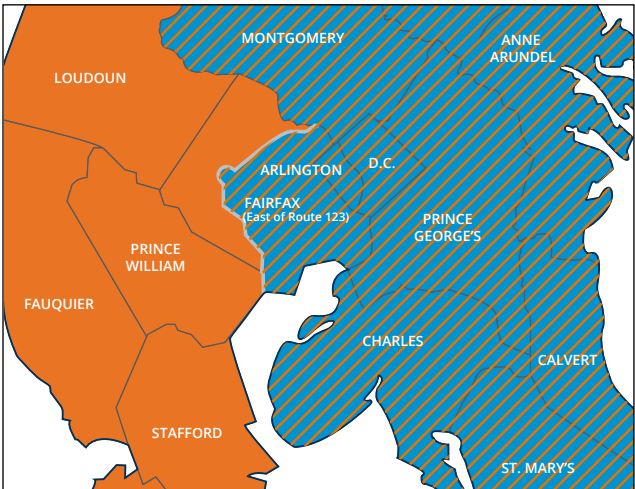 MONTGOMERY
ANNE
ARUNDEL
LOUDOUN
ARLINGTON
D.C.
FAIRFAX
(East of Route 123)
PRINCE
GEORGE'S
PRINCE
WILLIAM
FAUQUIER
CHARLES
CALVERT
STAFFORD
ST. MARY'S